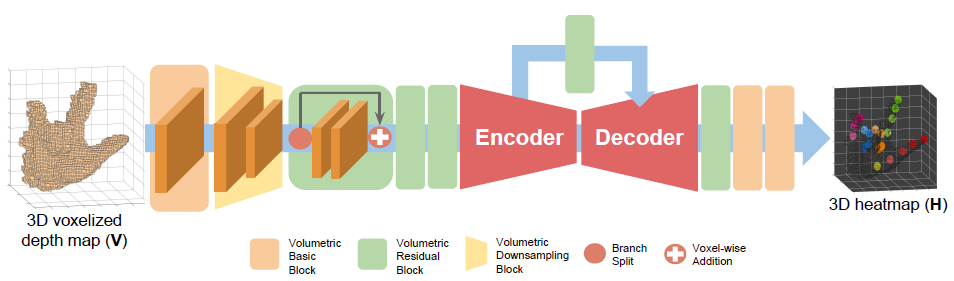 Encoder
Decoder
3D voxelized
depth map (V)
3D heatmap (H)
Volumetric
Basic
Block
Volumetric
Residual
Block
Volumetric
Downsampling
Block
Branch
Split
Voxel-wise
Addition